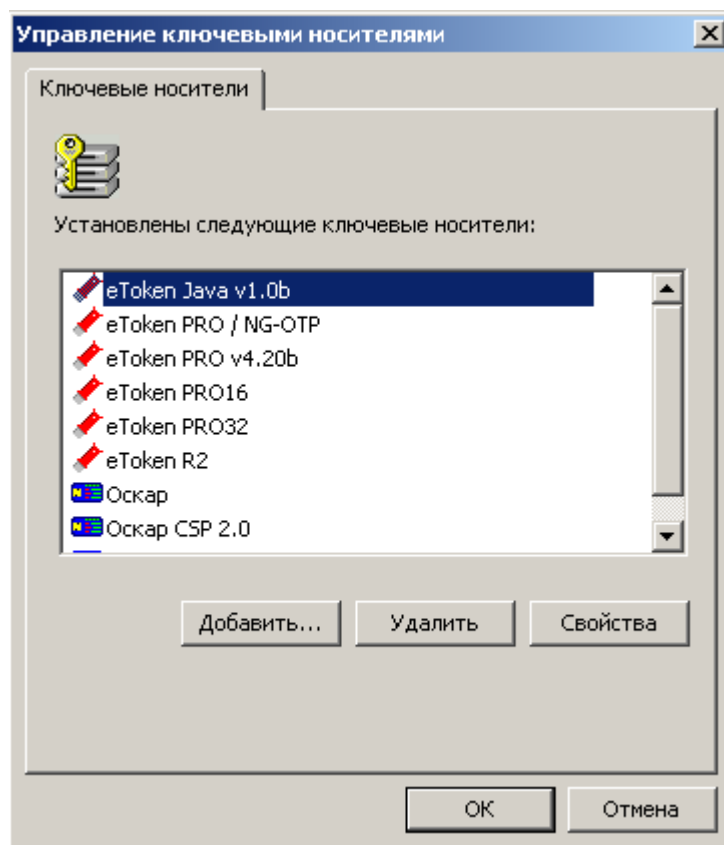 Управление ключевыми носителями
Ключевые носители
Установлены следующие ключевые носители:
eToken Java v1.0b
eToken PRO / NG-OTP
eToken PRO v4.20b
eToken PRO16
eToken PRO32
eToken R2
Оскар
Оскар CSP 2.0
Добавить... Удалить Свойства
OK Отмена